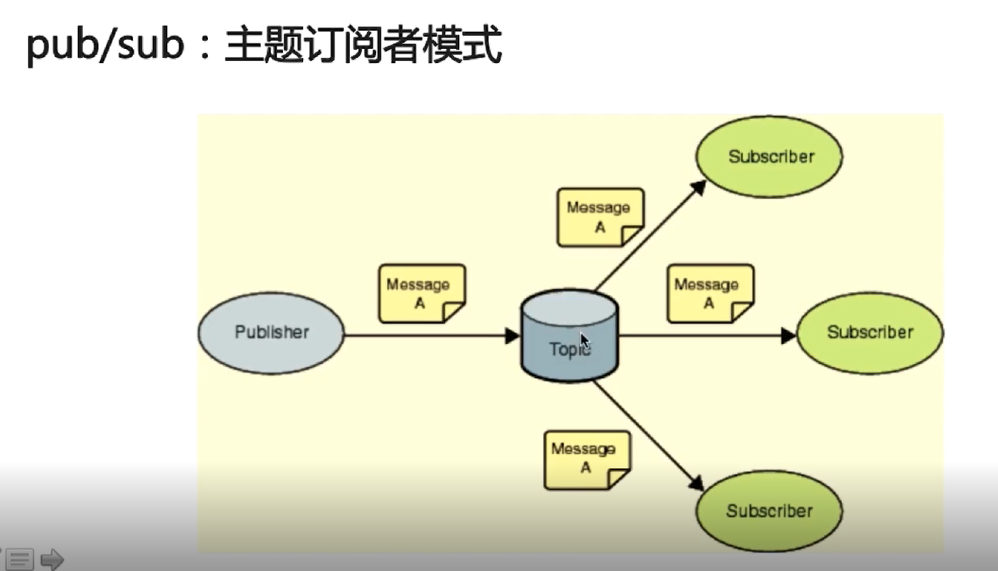 pub/sub：主题订阅者模式
Subscriber
Message
A
Message
A
Message
A
Publisher
Topic
Subscriber
Message
A
Subscriber